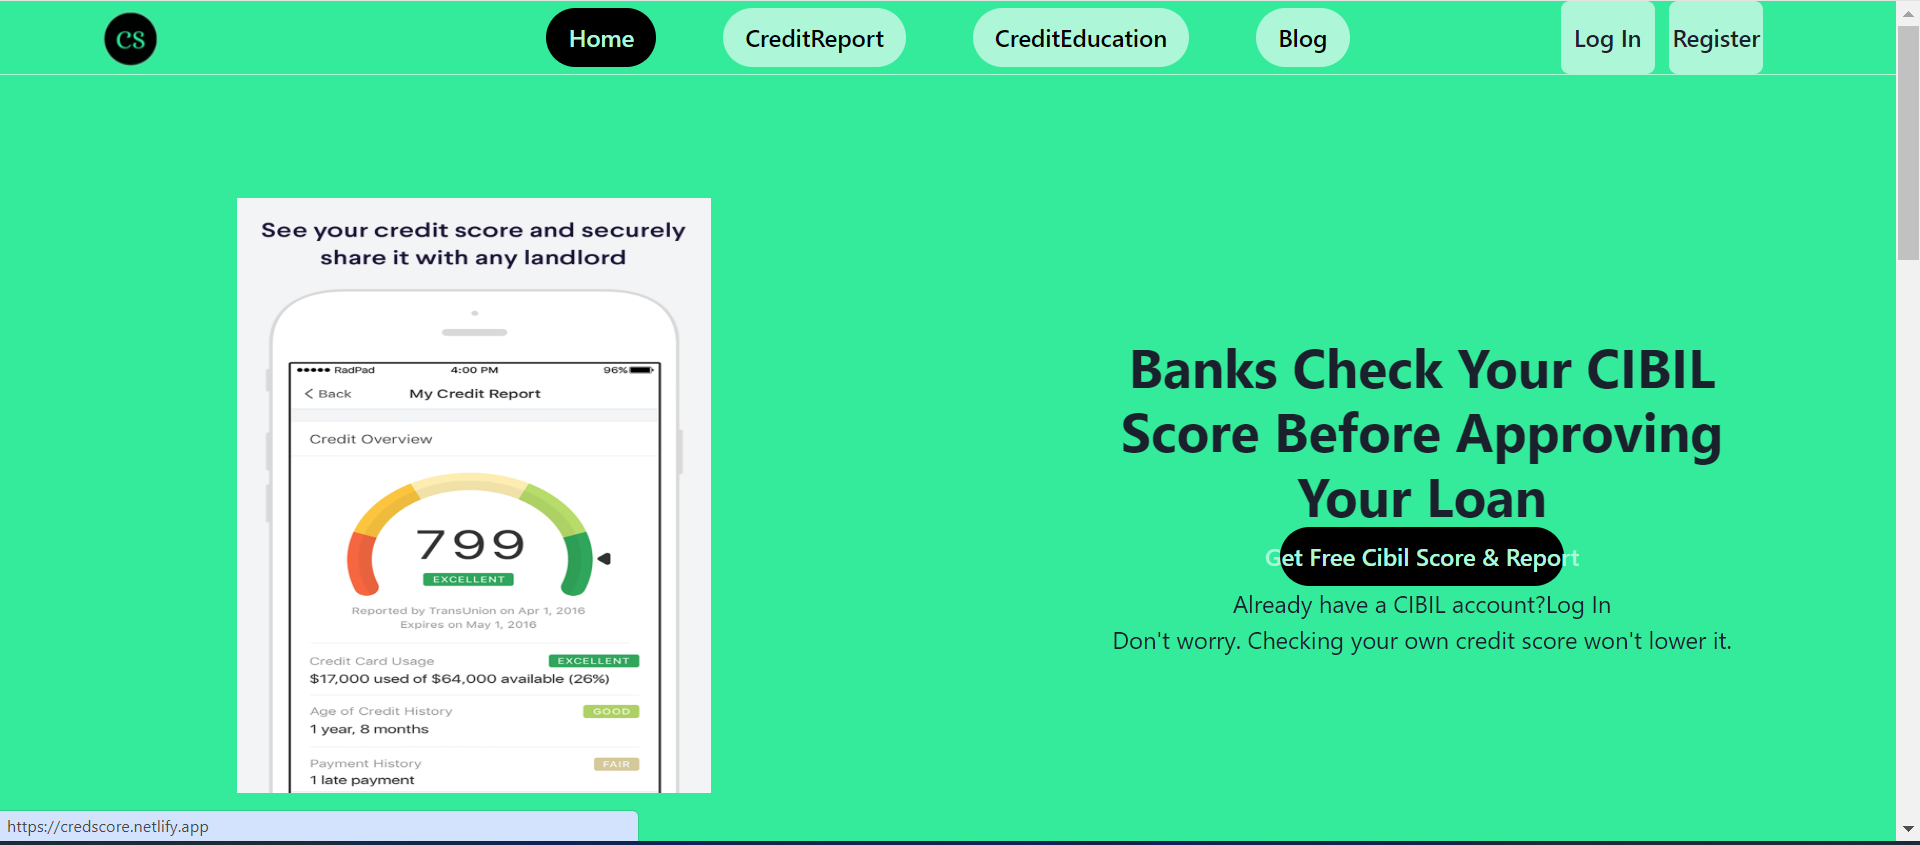 CS
Home
CreditReport
CreditEducation
Blog
Log In
Register
See your credit score and securely
share it with any landlord
RadPad
4:00 PM
96%
< Back
My Credit Report
Credit Overview
799
EXCELLENT
Reported by TransUnion on Apr 1, 2016
Expires on May 1, 2016
Credit Card Usage
EXCELLENT
$17,000 used of $64,000 available (26%)
Age of Credit History
GOOD
1 year, 8 months
Payment History
FAIR
1 late payment
Banks Check Your CIBIL
Score Before Approving
Your Loan
Get Free Cibil Score & Report
Already have a CIBIL account?Log In
Don't worry. Checking your own credit score won't lower it.
https://credscore.netlify.app